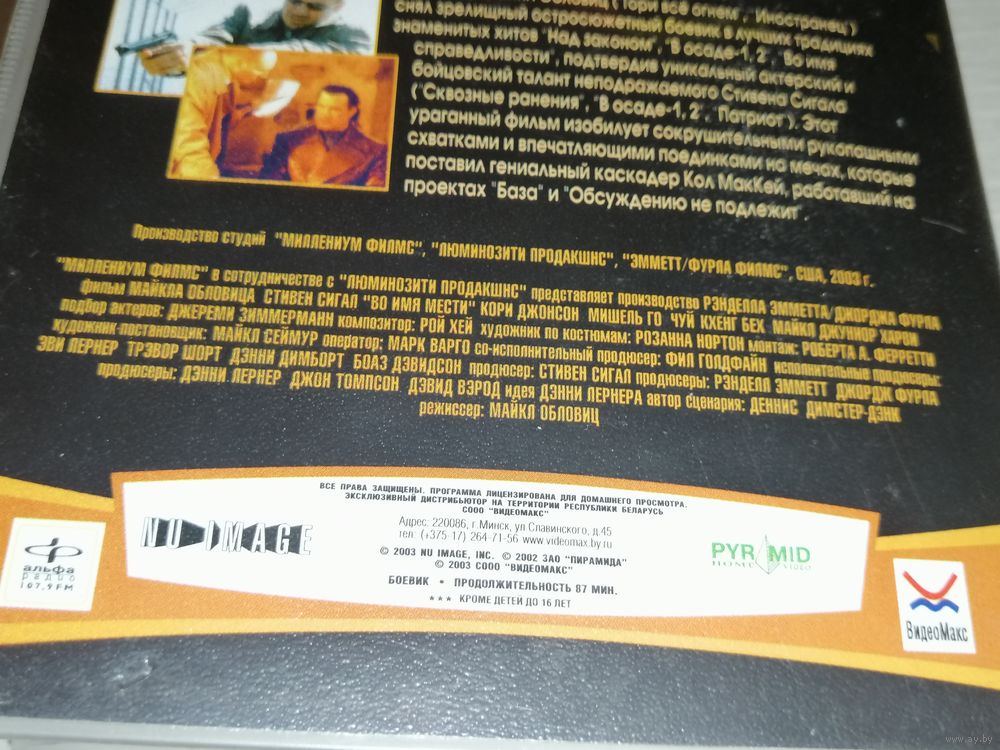 Обловиц ("Гори всё огнем", "Иностранец")
снял зрелищный остросюжетный боевик в лучших традициях
знаменитых хитов "Над законом", "В осаде-1, 2", "Во имя
справедливости", подтвердив уникальный актерский и
бойцовский талант неподражаемого Стивена Сигала
("Сквозные ранения", "В осаде-1, 2", "Патриот"). Этот
ураганный фильм изобилует сокрушительными рукопашными
схватками и впечатляющими поединками на мечах, которые
поставил гениальный каскадер Кол МакКей, работавший на
проектах "База" и "Обсуждению не подлежит".
Производство студий "МИЛЛЕНИУМ ФИЛМС", "ЛЮМИНОЗИТИ ПРОДАКШНС", "ЭММЕТТ/ФУРЛА ФИЛМС", США, 2003 г.
"МИЛЛЕНИУМ ФИЛМС" в сотрудничестве с "ЛЮМИНОЗИТИ ПРОДАКШНС" представляет производство РЭНДЕЛЛА ЭММЕТТА/ДЖОРДЖА ФУРЛА
фильм МАЙКЛА ОБЛОВИЦА СТИВЕН СИГАЛ "ВО ИМЯ МЕСТИ" КОРИ ДЖОНСОН МИШЕЛЬ ГО ЧУЙ КХЕНГ БЕХ МАЙКЛ ДЖУНИОР ХАРВИ
подбор актеров: ДЖЕРЕМИ ЗИММЕРМАНН композитор: РОЙ ХЕЙ художник по костюмам: РОЗАННА НОРТОН монтаж: РОБЕРТА А. ФЕРРЕТТИ
художник-постановщик: МАЙКЛ СЕЙМУР оператор: МАРК ВАРГО со-исполнительный продюсер: ФИЛ ГОЛДФАЙН исполнительные продюсеры:
ЭВИ ЛЕРНЕР ТРЭВОР ШОРТ ДЭННИ ДИМБОРТ БОАЗ ДЭВИДСОН продюсер: СТИВЕН СИГАЛ продюсеры: РЭНДЕЛЛ ЭММЕТТ ДЖОРДЖ ФУРЛА
продюсеры: ДЭННИ ЛЕРНЕР ДЖОН ТОМПСОН ДЭВИД ВЭРОД идея ДЭННИ ЛЕРНЕРА автор сценария: ДЕННИС ДИМСТЕР-ДЭНК
режиссер: МАЙКЛ ОБЛОВИЦ
ВСЕ ПРАВА ЗАЩИЩЕНЫ. ПРОГРАММА ЛИЦЕНЗИРОВАНА ДЛЯ ДОМАШНЕГО ПРОСМОТРА.
ЭКСКЛЮЗИВНЫЙ ДИСТРИБЬЮТОР НА ТЕРРИТОРИИ РЕСПУБЛИКИ БЕЛАРУСЬ
СООО "ВИДЕОМАКС"
Адрес: 220086, г.Минск, ул Славинского, д.45
тел: (+375-17) 264-71-56 www.videomax.by.ru
© 2003 NU IMAGE, INC. © 2002 ЗАО "ПИРАМИДА"
© 2003 СООО "ВИДЕОМАКС"
БОЕВИК • ПРОДОЛЖИТЕЛЬНОСТЬ 87 МИН.
*** КРОМЕ ДЕТЕЙ ДО 16 ЛЕТ
NU IMAGE
PYRAMID
HOME VIDEO
альфа
радио
107,9 FM
ВидеоМакс
www.ay.by